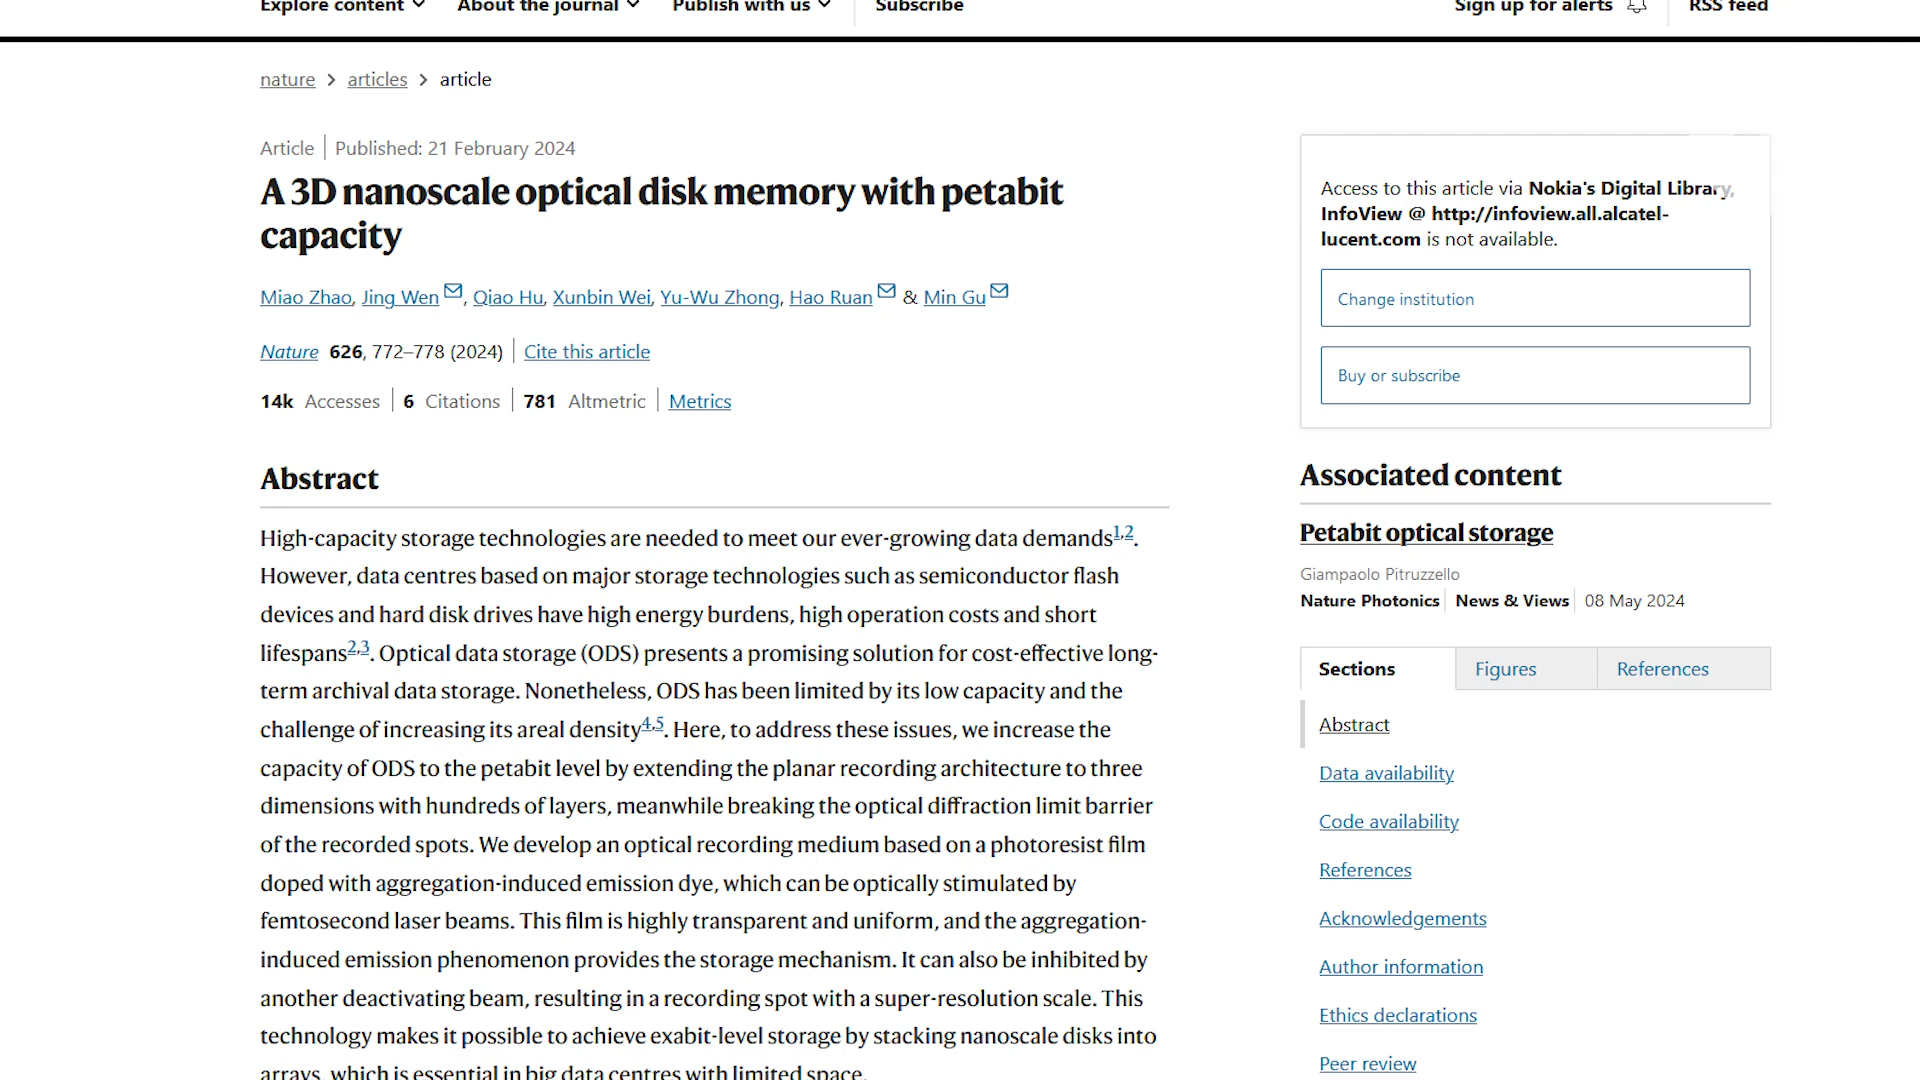 Explore content About the journal Publish with us Subscribe Sign up for alerts RSS feed
nature > articles > article
Article Published: 21 February 2024
A 3D nanoscale optical disk memory with petabit
capacity
Miao Zhao, Jing Wen, Qiao Hu, Xunbin Wei, Yu-Wu Zhong, Hao Ruan & Min Gu
Nature 626, 772–778 (2024) Cite this article
14k Accesses 6 Citations 781 Altmetric Metrics
Abstract
High-capacity storage technologies are needed to meet our ever-growing data demands1,2.
However, data centres based on major storage technologies such as semiconductor flash
devices and hard disk drives have high energy burdens, high operation costs and short
lifespans2,3. Optical data storage (ODS) presents a promising solution for cost-effective long-
term archival data storage. Nonetheless, ODS has been limited by its low capacity and the
challenge of increasing its areal density4,5. Here, to address these issues, we increase the
capacity of ODS to the petabit level by extending the planar recording architecture to three
dimensions with hundreds of layers, meanwhile breaking the optical diffraction limit barrier
of the recorded spots. We develop an optical recording medium based on a photoresist film
doped with aggregation-induced emission dye, which can be optically stimulated by
femtosecond laser beams. This film is highly transparent and uniform, and the aggregation-
induced emission phenomenon provides the storage mechanism. It can also be inhibited by
another deactivating beam, resulting in a recording spot with a super-resolution scale. This
technology makes it possible to achieve exabit-level storage by stacking nanoscale disks into
arrays, which is essential in big data centres with limited space.
Access to this article via Nokia's Digital Library,
InfoView @ http://infoview.all.alcatel-
lucent.com is not available.
Change institution
Buy or subscribe
Associated content
Petabit optical storage
Giampaolo Pitruzzello
Nature Photonics News & Views 08 May 2024
Sections Figures References
Abstract
Data availability
Code availability
References
Acknowledgements
Author information
Ethics declarations
Peer review